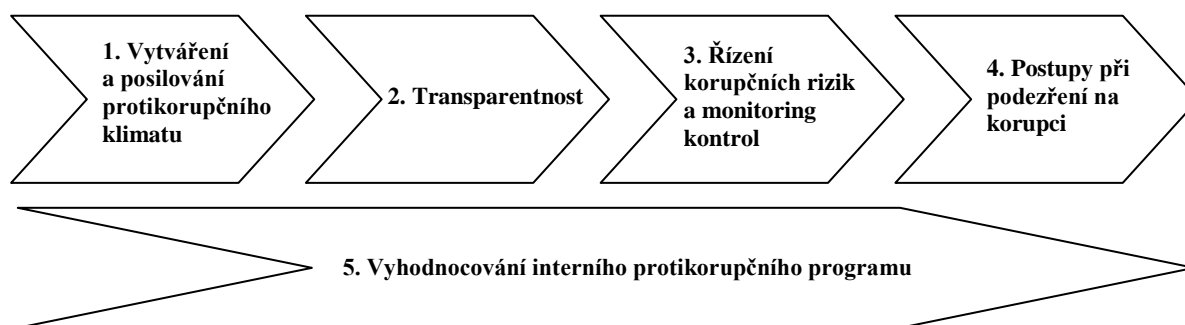 1. Vytváření
a posilování
protikorupčního
klimatu
2. Transparentnost
3. Řízení
korupčních rizik
a monitoring
kontrol
4. Postupy při
podezření na
korupci
5. Vyhodnocování interního protikorupčního programu